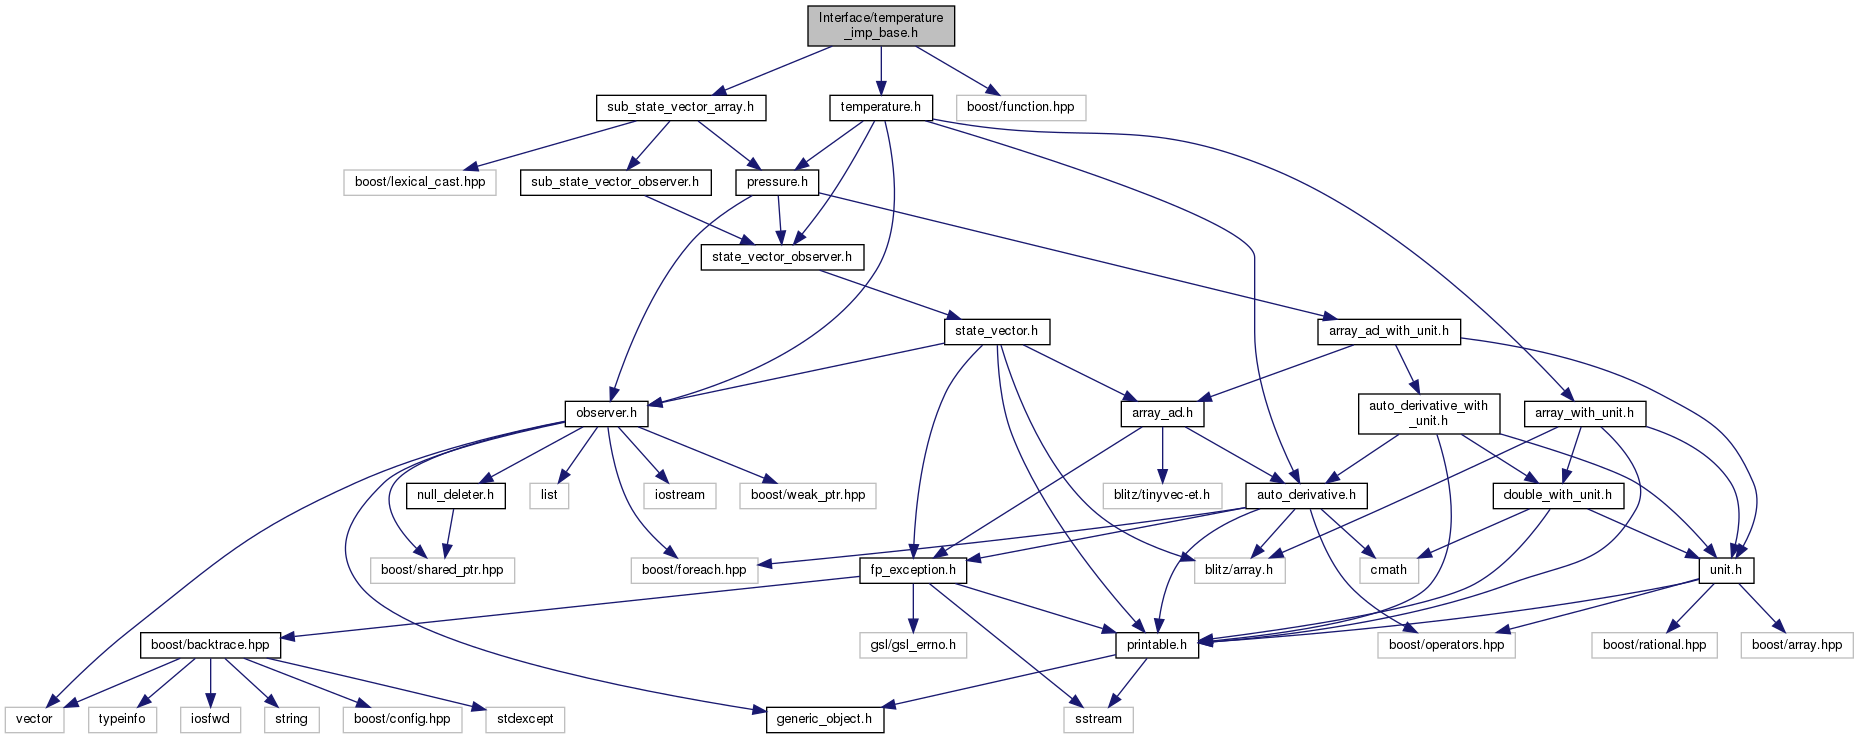 Interface/temperature
_imp_base.h
sub_state_vector_array.h
temperature.h
boost/function.hpp
boost/lexical_cast.hpp
sub_state_vector_observer.h
pressure.h
state_vector_observer.h
state_vector.h
array_ad_with_unit.h
observer.h
array_ad.h
auto_derivative_with
_unit.h
array_with_unit.h
null_deleter.h
list
iostream
boost/weak_ptr.hpp
blitz/tinyvec-et.h
auto_derivative.h
double_with_unit.h
boost/shared_ptr.hpp
boost/foreach.hpp
fp_exception.h
blitz/array.h
cmath
unit.h
boost/backtrace.hpp
gsl/gsl_errno.h
printable.h
boost/operators.hpp
boost/rational.hpp
boost/array.hpp
vector
typeinfo
iosfwd
string
boost/config.hpp
stdexcept
generic_object.h
sstream